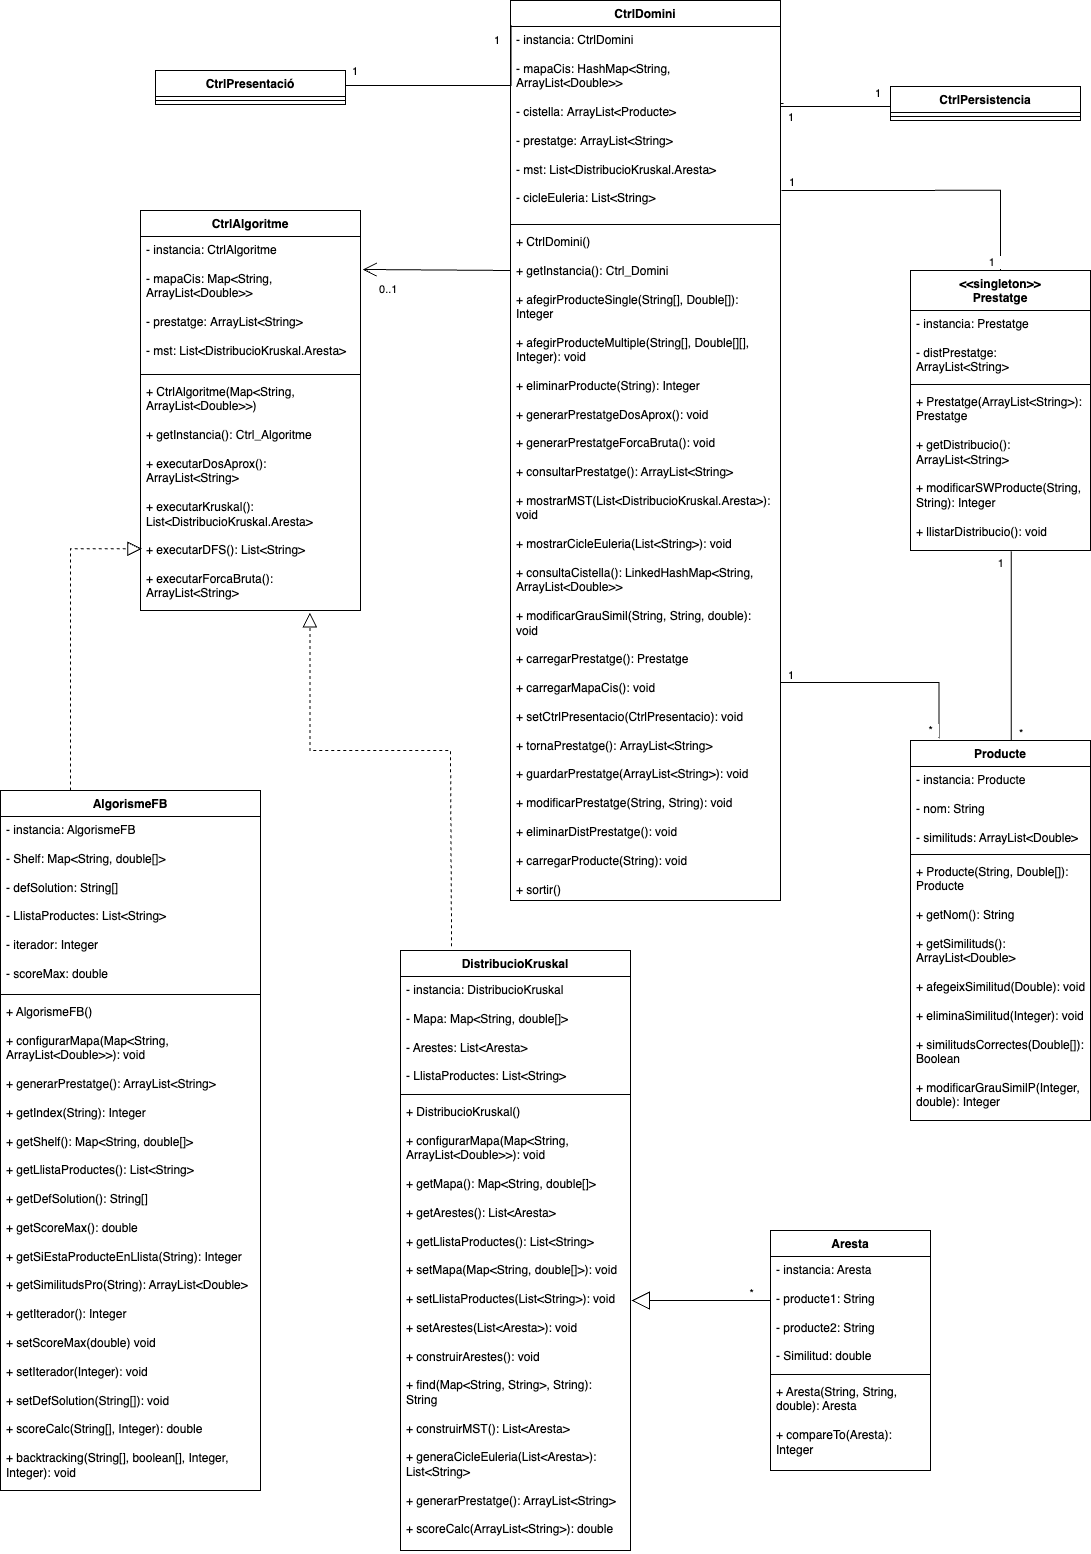 CtrlDomini
- instancia: CtrlDomini
- mapaCis: HashMap<String,
ArrayList<Double>>
- cistella: ArrayList<Producte>
- prestatge: ArrayList<String>
- mst: List<DistribucioKruskal.Aresta>
- cicleEuleria: List<String>
+ CtrlDomini()
+ getInstancia(): Ctrl_Domini
+ afegirProducteSingle(String[], Double[]):
Integer
+ afegirProducteMultiple(String[], Double[][],
Integer): void
+ eliminarProducte(String): Integer
+ generarPrestatgeDosAprox(): void
+ generarPrestatgeForcaBruta(): void
+ consultarPrestatge(): ArrayList<String>
+ mostrarMST(List<DistribucioKruskal.Aresta>):
void
+ mostrarCicleEuleria(List<String>): void
+ consultaCistella(): LinkedHashMap<String,
ArrayList<Double>>
+ modificarGrauSimil(String, String, double):
void
+ carregarPrestatge(): Prestatge
+ carregarMapaCis(): void
+ setCtrlPresentacio(CtrlPresentacio): void
+ tornaPrestatge(): ArrayList<String>
+ guardarPrestatge(ArrayList<String>): void
+ modificarPrestatge(String, String): void
+ eliminarDistPrestatge(): void
+ carregarProducte(String): void
+ sortir()
1
1
CtrlPresentació
1
1
CtrlPersistencia
1
1
0..1
CtrlAlgoritme
- instancia: CtrlAlgoritme
- mapaCis: Map<String,
ArrayList<Double>>
- prestatge: ArrayList<String>
- mst: List<DistribucioKruskal.Aresta>
+ CtrlAlgoritme(Map<String,
ArrayList<Double>>)
+ getInstancia(): Ctrl_Algoritme
+ executarDosAprox():
ArrayList<String>
+ executarKruskal():
List<DistribucioKruskal.Aresta>
+ executarDFS(): List<String>
+ executarForcaBruta():
ArrayList<String>
<<singleton>>
Prestatge
- instancia: Prestatge
- distPrestatge:
ArrayList<String>
+ Prestatge(ArrayList<String>):
Prestatge
+ getDistribucio():
ArrayList<String>
+ modificarSWProducte(String,
String): Integer
+ llistarDistribucio(): void
1
1
*
*
Producte
- instancia: Producte
- nom: String
- similituds: ArrayList<Double>
+ Producte(String, Double[]):
Producte
+ getNom(): String
+ getSimilituds():
ArrayList<Double>
+ afegeixSimilitud(Double): void
+ eliminaSimilitud(Integer): void
+ similitudsCorrectes(Double[]):
Boolean
+ modificarGrauSimilP(Integer,
double): Integer
AlgorismeFB
- instancia: AlgorismeFB
- Shelf: Map<String, double[]>
- defSolution: String[]
- LlistaProductes: List<String>
- iterador: Integer
- scoreMax: double
+ AlgorismeFB()
+ configurarMapa(Map<String,
ArrayList<Double>>): void
+ generarPrestatge(): ArrayList<String>
+ getIndex(String): Integer
+ getShelf(): Map<String, double[]>
+ getLlistaProductes(): List<String>
+ getDefSolution(): String[]
+ getScoreMax(): double
+ getSiEstaProducteEnLlista(String): Integer
+ getSimilitudsPro(String): ArrayList<Double>
+ getIterador(): Integer
+ setScoreMax(double) void
+ setIterador(Integer): void
+ setDefSolution(String[]): void
+ scoreCalc(String[], Integer): double
+ backtracking(String[], boolean[], Integer,
Integer): void
DistribucioKruskal
- instancia: DistribucioKruskal
- Mapa: Map<String, double[]>
- Arestes: List<Aresta>
- LlistaProductes: List<String>
+ DistribucioKruskal()
+ configurarMapa(Map<String,
ArrayList<Double>>): void
+ getMapa(): Map<String, double[]>
+ getArestes(): List<Aresta>
+ getLlistaProductes(): List<String>
+ setMapa(Map<String, double[]>): void
+ setLlistaProductes(List<String>): void
+ setArestes(List<Aresta>): void
+ construirArestes(): void
+ find(Map<String, String>, String):
String
+ construirMST(): List<Aresta>
+ generaCicleEuleria(List<Aresta>):
List<String>
+ generarPrestatge(): ArrayList<String>
+ scoreCalc(ArrayList<String>): double
*
Aresta
- instancia: Aresta
- producte1: String
- producte2: String
- Similitud: double
+ Aresta(String, String,
double): Aresta
+ compareTo(Aresta):
Integer